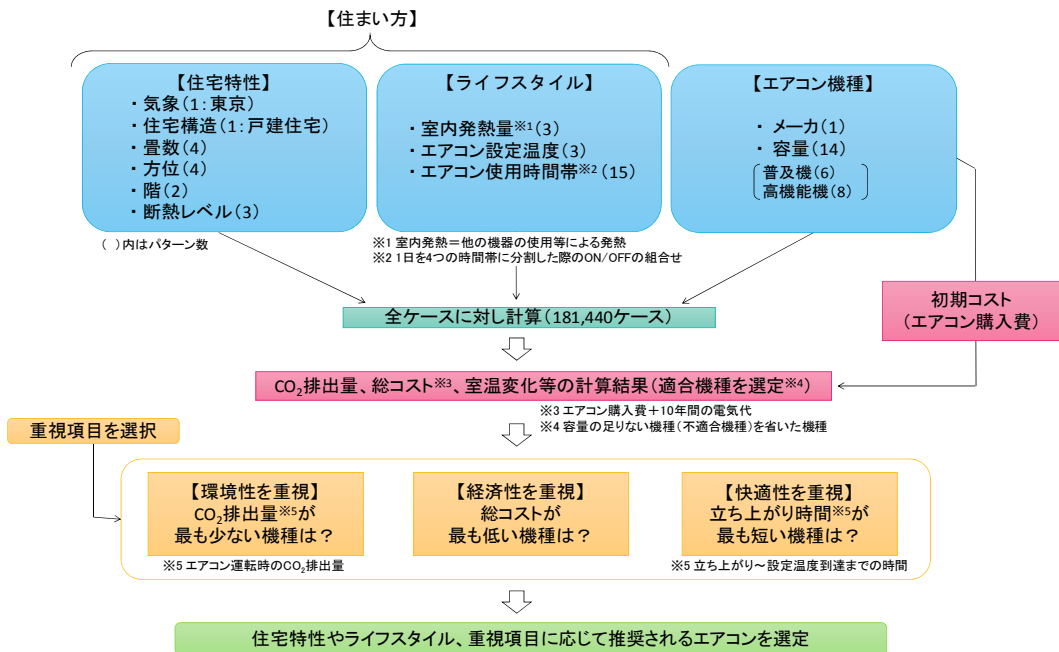 【住まい方】
【住宅特性】
・気象(1:東京)
・住宅構造(1:戸建住宅)
・畳数(4)
・方位(4)
・階(2)
・断熱レベル(3)
【ライフスタイル】
・室内発熱量※1(3)
・エアコン設定温度(3)
・エアコン使用時間帯※2(15)
【エアコン機種】
・メーカ(1)
・容量(14)
普及機(6)
高機能機(8)
( )内はパターン数
※1 室内発熱=他の機器の使用等による発熱
※2 1日を4つの時間帯に分割した際のON/OFFの組合せ
初期コスト
(エアコン購入費)
全ケースに対し計算(181,440ケース)
CO2排出量、総コスト※3、室温変化等の計算結果(適合機種を選定※4)
※3 エアコン購入費+10年間の電気代
※4 容量の足りない機種(不適合機種)を省いた機種
重視項目を選択
【環境性を重視】
CO2排出量※5が
最も少ない機種は?
※5 エアコン運転時のCO2排出量
【経済性を重視】
総コストが
最も低い機種は?
【快適性を重視】
立ち上がり時間※5が
最も短い機種は?
※5 立ち上がり~設定温度到達までの時間
住宅特性やライフスタイル、重視項目に応じて推奨されるエアコンを選定